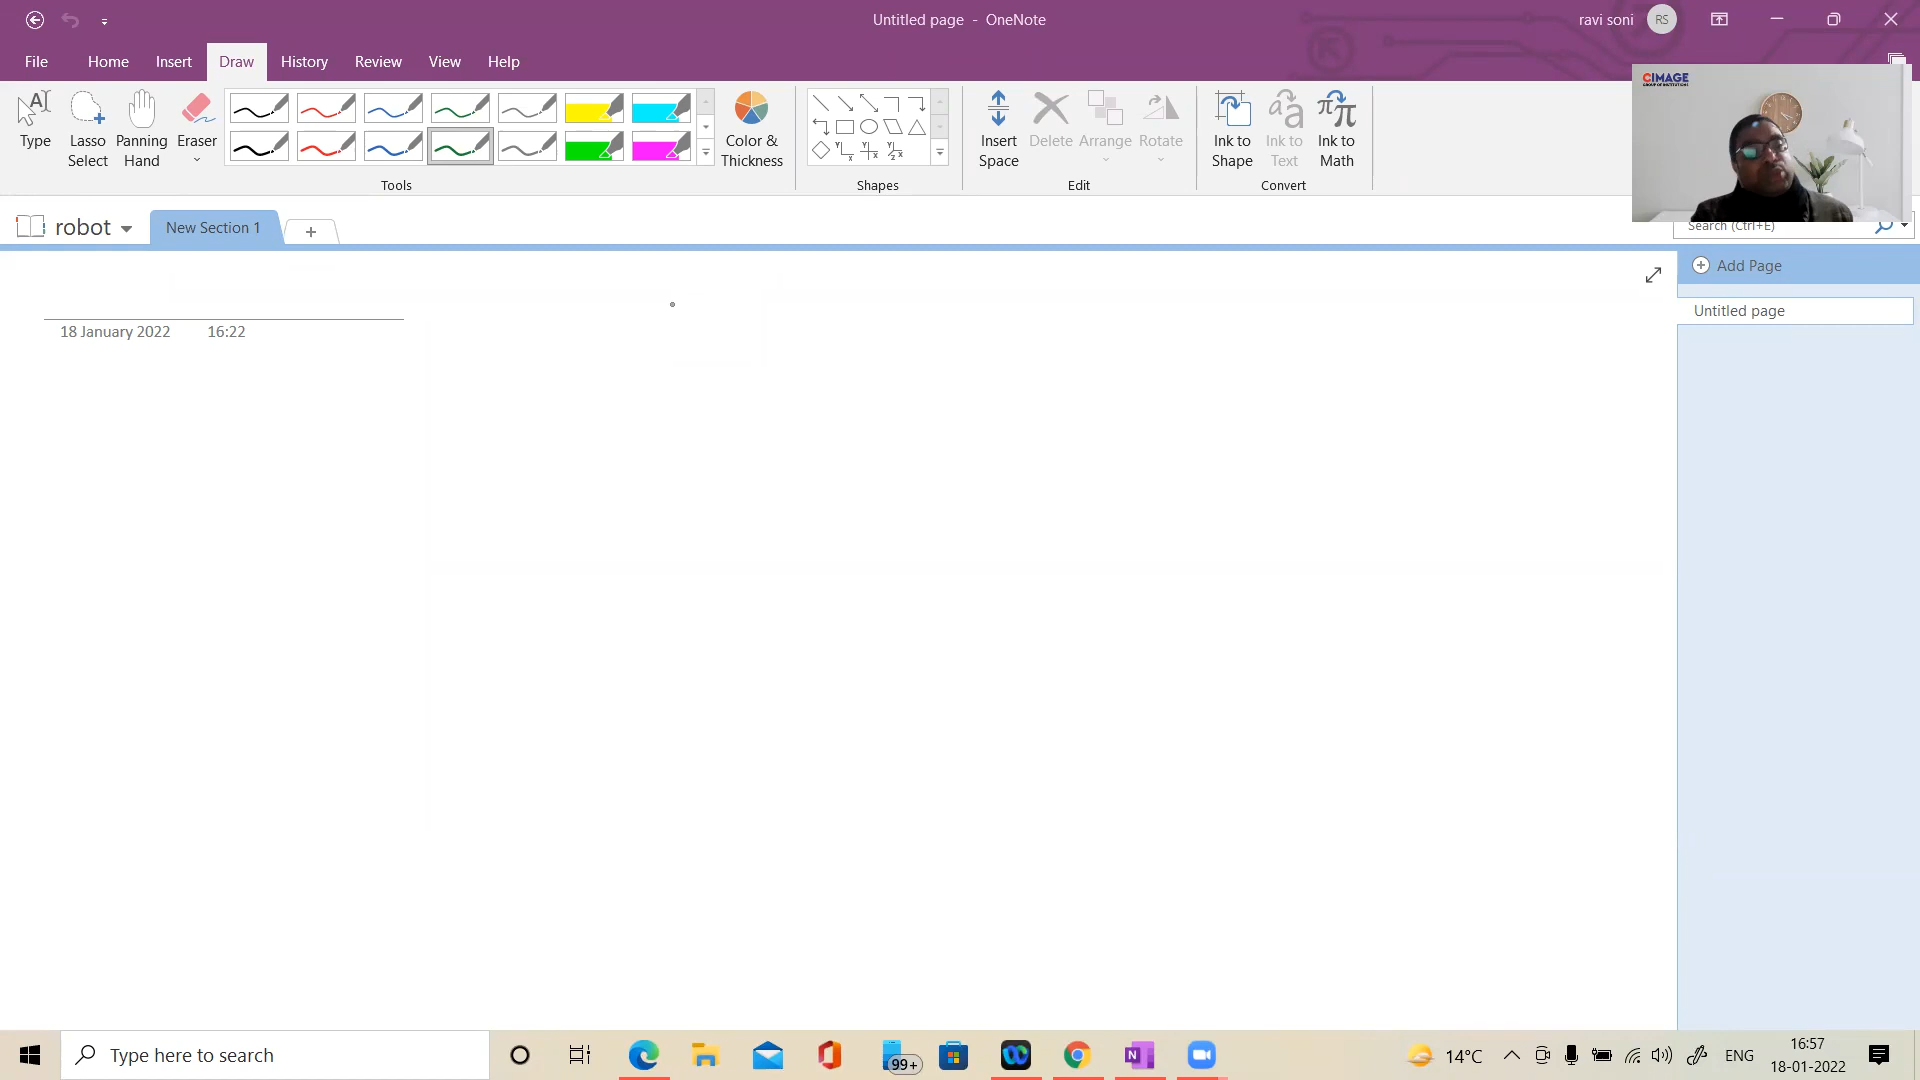 Untitled page - OneNote
ravi soni
RS
File
Home
Insert
Draw
History
Review
View
Help
CIMAGE
GROUP OF INSTITUTIONS
Type
Lasso Select
Panning Hand
Eraser
Color & Thickness
Insert Space
Delete
Arrange
Rotate
Ink to Shape
Ink to Text
Ink to Math
Tools
Shapes
Edit
Convert
robot
New Section 1
Search (Ctrl+E)
Add Page
Untitled page
18 January 2022
16:22
Type here to search
99+
14°C
ENG
16:57
18-01-2022